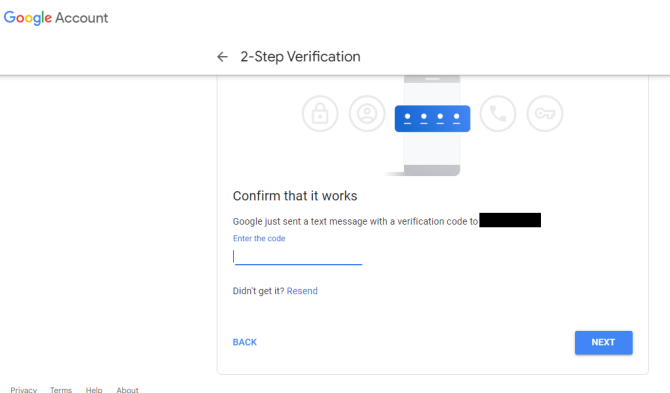 Google Account
2-Step Verification
Confirm that it works
Google just sent a text message with a verification code to
Enter the code
Didn't get it? Resend
BACK
NEXT
Privacy Terms Help About